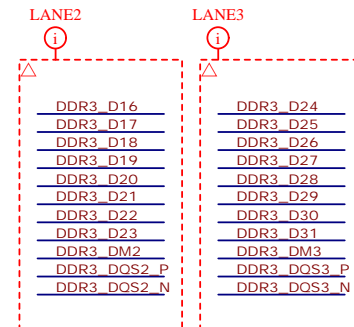 LANE2
i
DDR3_D16
DDR3_D17
DDR3_D18
DDR3_D19
DDR3_D20
DDR3_D21
DDR3_D22
DDR3_D23
DDR3_DM2
DDR3_DQS2_P
DDR3_DQS2_N
LANE3
i
DDR3_D24
DDR3_D25
DDR3_D26
DDR3_D27
DDR3_D28
DDR3_D29
DDR3_D30
DDR3_D31
DDR3_DM3
DDR3_DQS3_P
DDR3_DQS3_N